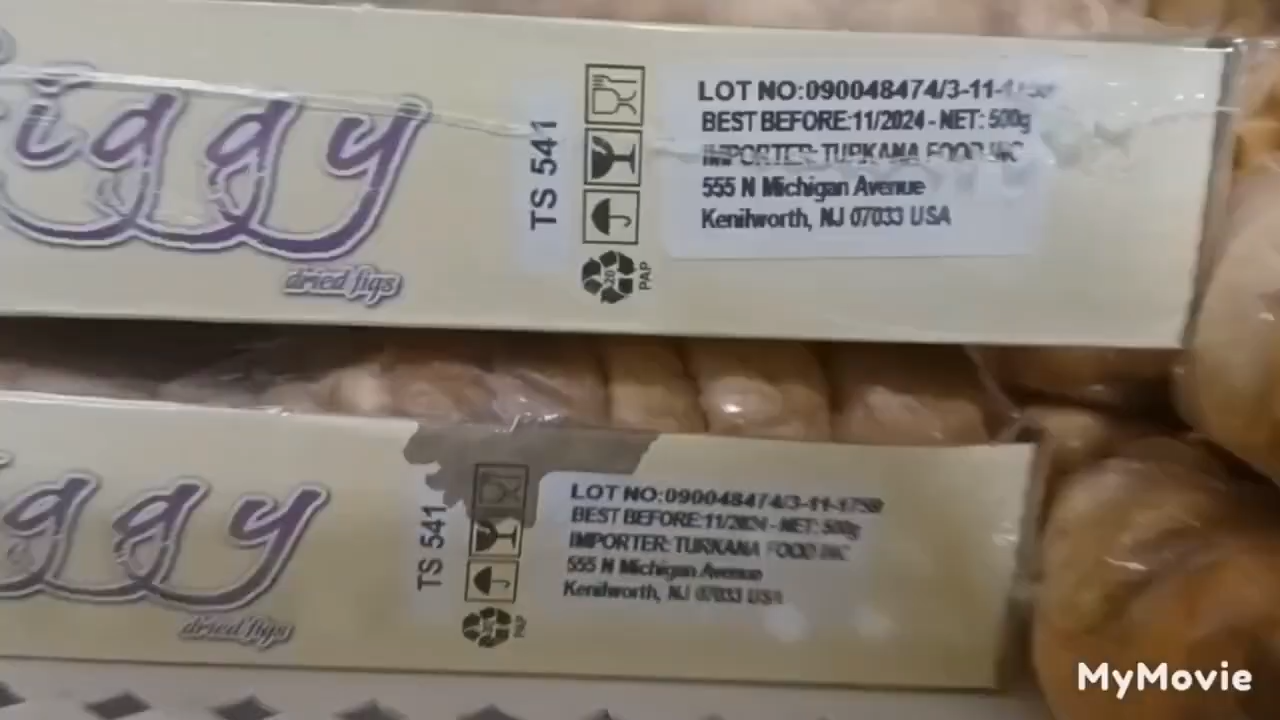 iggy
dried figs
TS 541
20
PAP
LOT NO:090048474/3-11-1759
BEST BEFORE:11/2024 - NET: 500g
IMPORTER: TURKANA FOOD INC
555 N Michigan Avenue
Kenilworth, NJ 07033 USA
iggy
dried figs
TS 541
PAP
LOT NO:090048474/3-11-1759
BEST BEFORE:11/2024 - NET: 500g
IMPORTER: TURKANA FOOD INC
555 N Michigan Avenue
Kenilworth, NJ 07033 USA
MyMovie